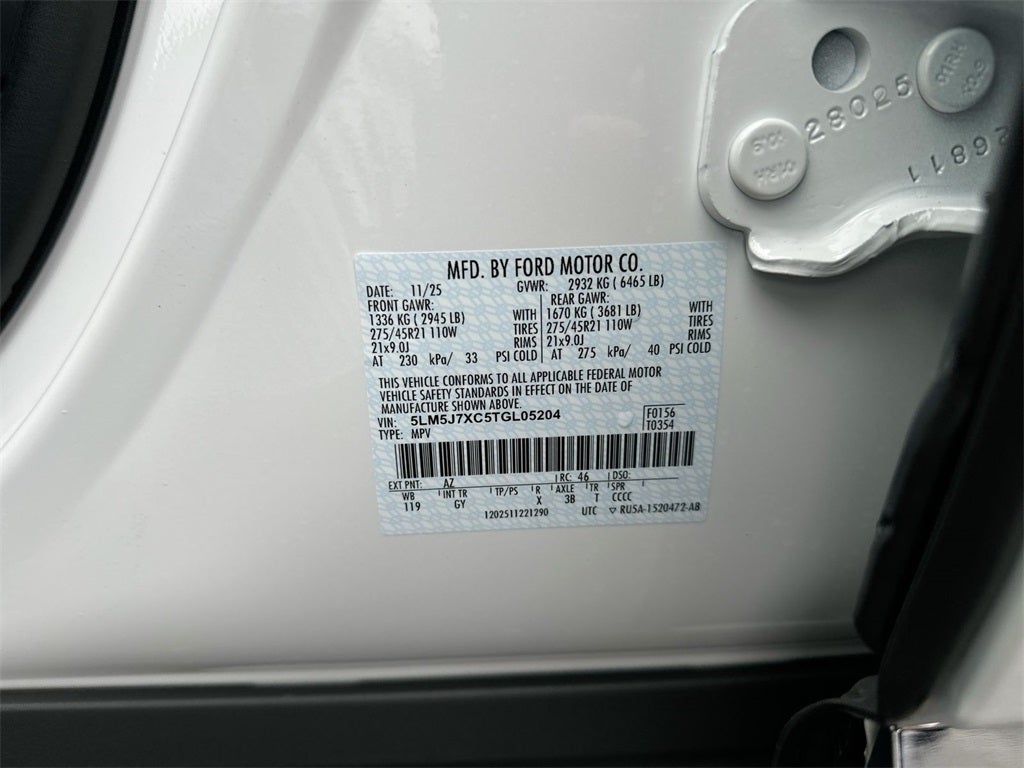 28025
26811
MFD. BY FORD MOTOR CO.
DATE: 11/25 GVWR: 2932 KG ( 6465 LB)
FRONT GAWR: REAR GAWR:
1336 KG ( 2945 LB) WITH 1670 KG ( 3681 LB) WITH
275/45R21 110W TIRES 275/45R21 110W TIRES
21x9.0J RIMS 21x9.0J RIMS
AT 230 kPa/ 33 PSI COLD AT 275 kPa/ 40 PSI COLD
THIS VEHICLE CONFORMS TO ALL APPLICABLE FEDERAL MOTOR
VEHICLE SAFETY STANDARDS IN EFFECT ON THE DATE OF
MANUFACTURE SHOWN ABOVE.
VIN: 5LM5J7XC5TGL05204 F0156
TYPE: MPV T0354
EXT PNT: AZ RC: 46 DSO:
WB INT TR TP/PS R AXLE TR SPR
119 GY X 3B T CCCC
1202511221290 UTC ▽ RU5A-1520472-AB